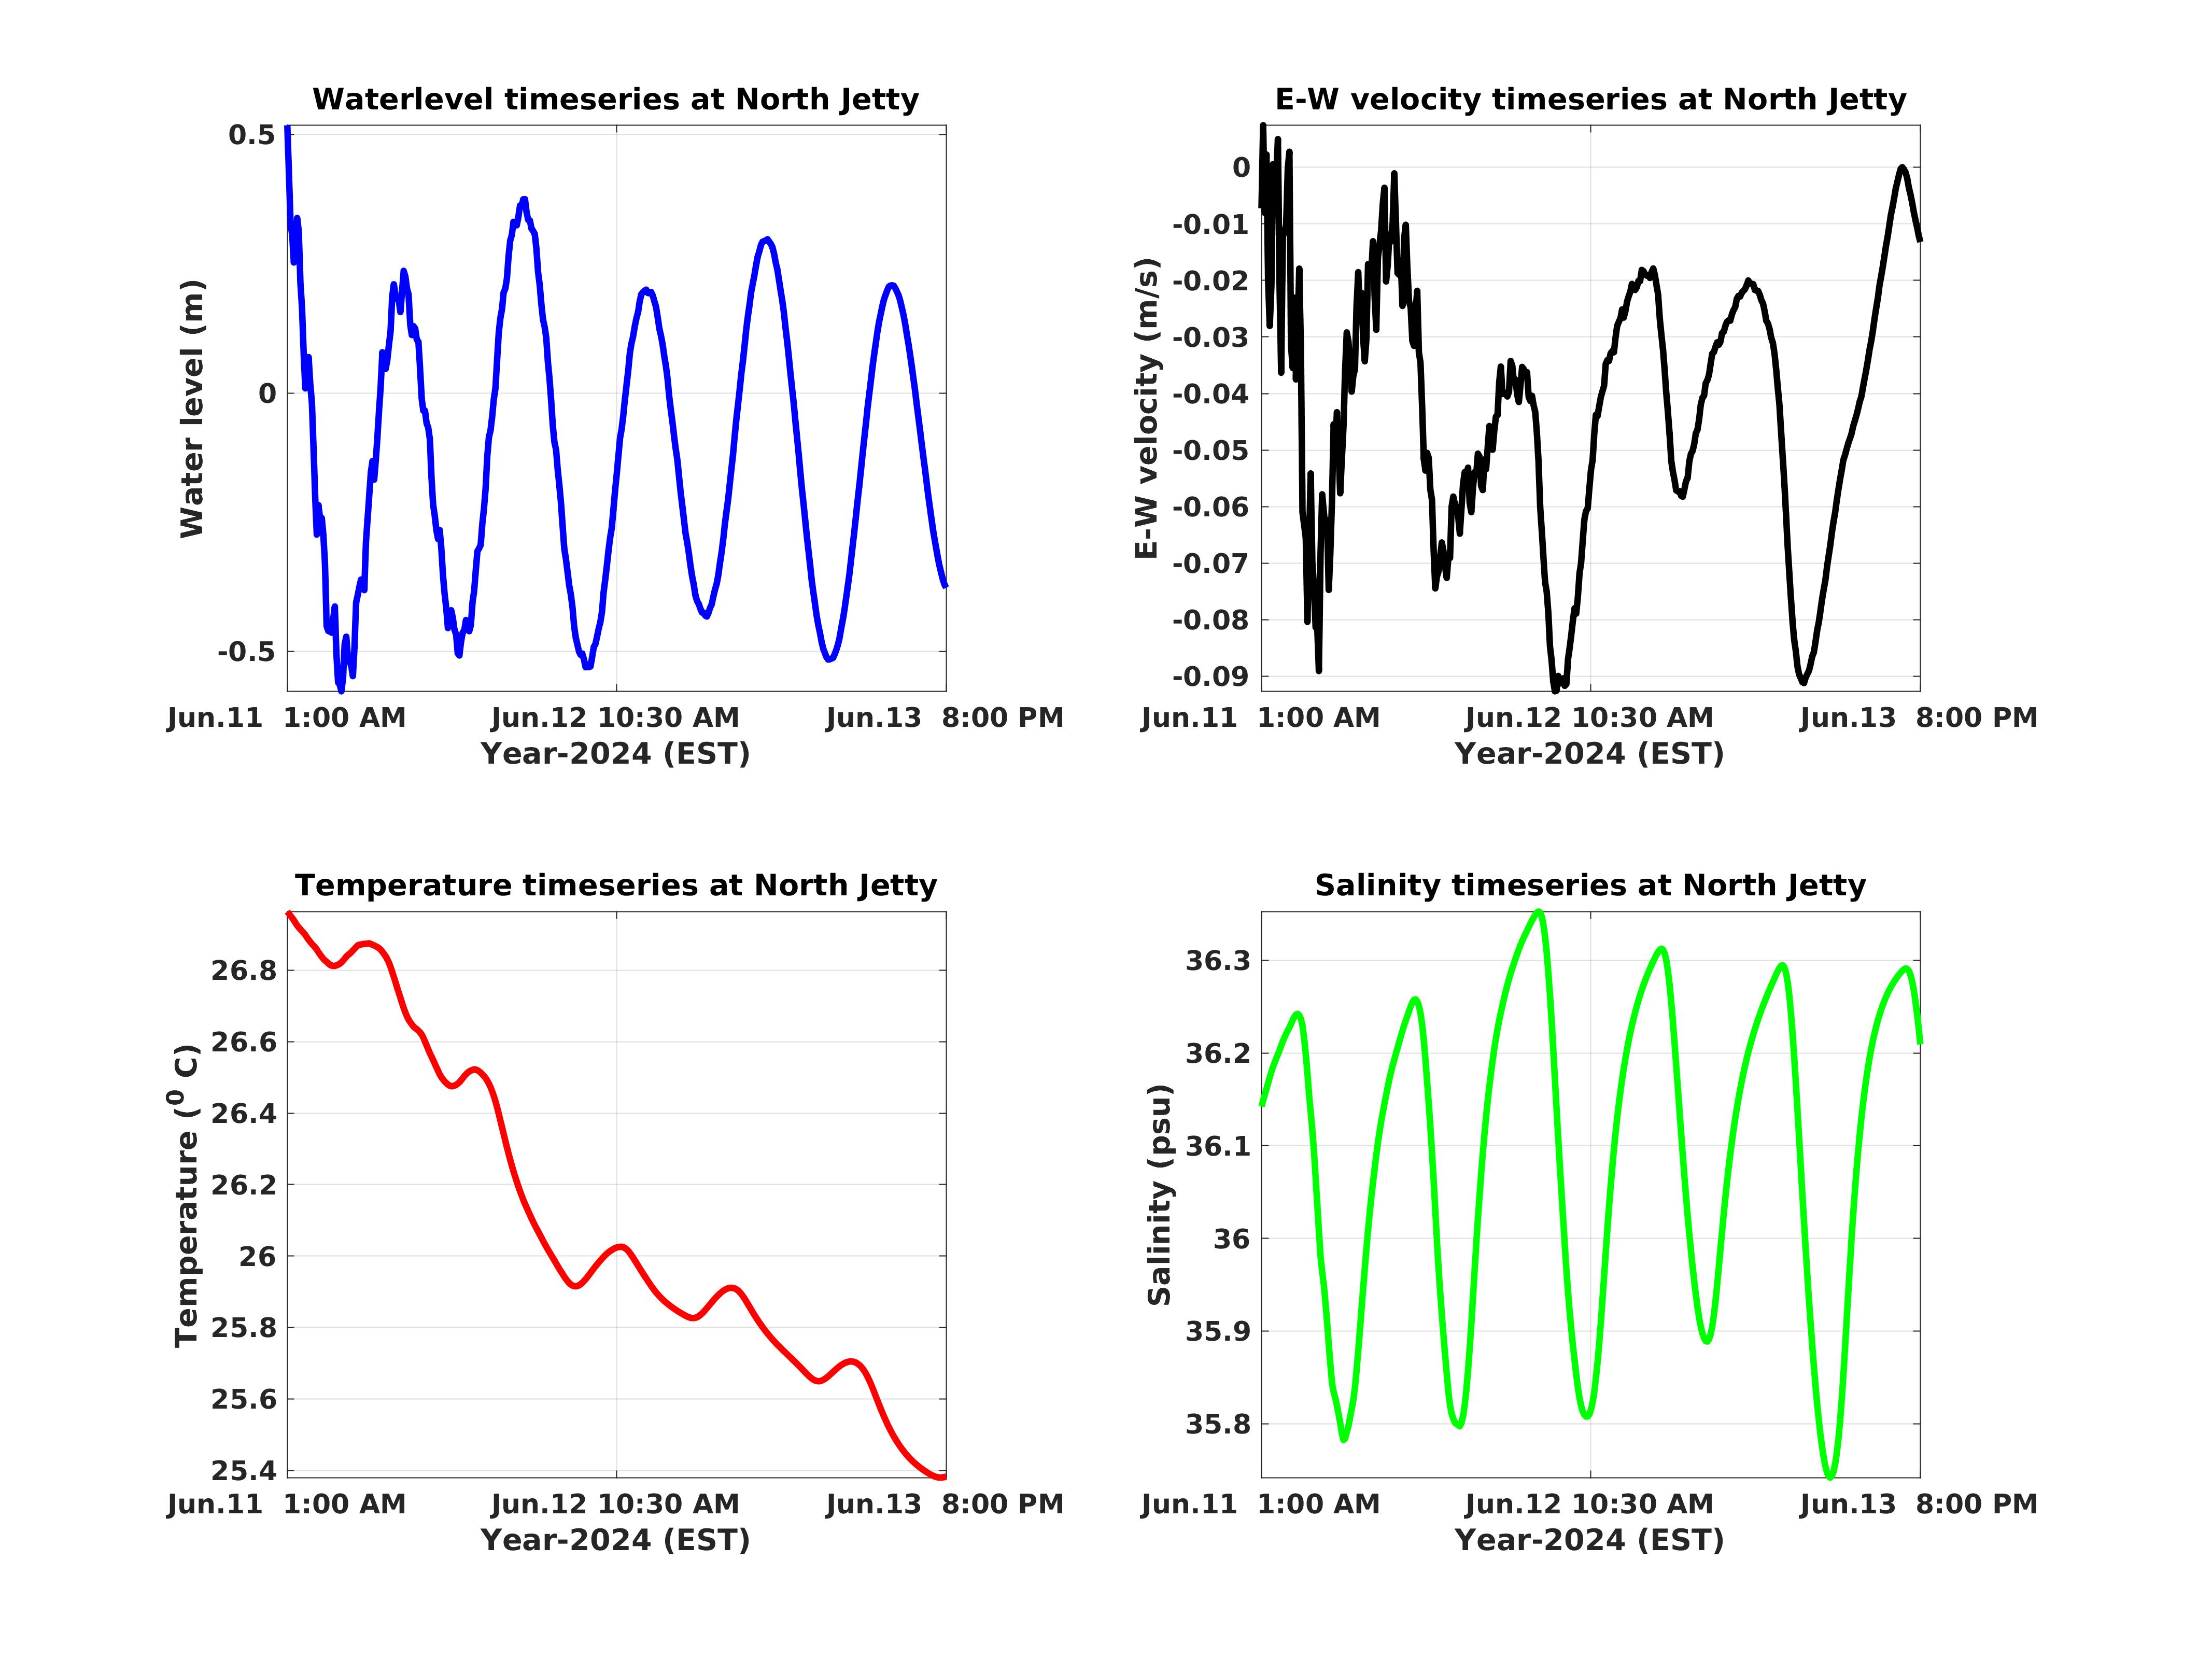 Waterlevel timeseries at North Jetty
0.5
0
-0.5
Water level (m)
Jun.11  1:00 AM
Jun.12 10:30 AM
Jun.13  8:00 PM
Year-2024 (EST)
E-W velocity timeseries at North Jetty
0
-0.01
-0.02
-0.03
-0.04
-0.05
-0.06
-0.07
-0.08
-0.09
E-W velocity (m/s)
Jun.11  1:00 AM
Jun.12 10:30 AM
Jun.13  8:00 PM
Year-2024 (EST)
Temperature timeseries at North Jetty
26.8
26.6
26.4
26.2
26
25.8
25.6
25.4
Temperature (⁰ C)
Jun.11  1:00 AM
Jun.12 10:30 AM
Jun.13  8:00 PM
Year-2024 (EST)
Salinity timeseries at North Jetty
36.3
36.2
36.1
36
35.9
35.8
Salinity (psu)
Jun.11  1:00 AM
Jun.12 10:30 AM
Jun.13  8:00 PM
Year-2024 (EST)